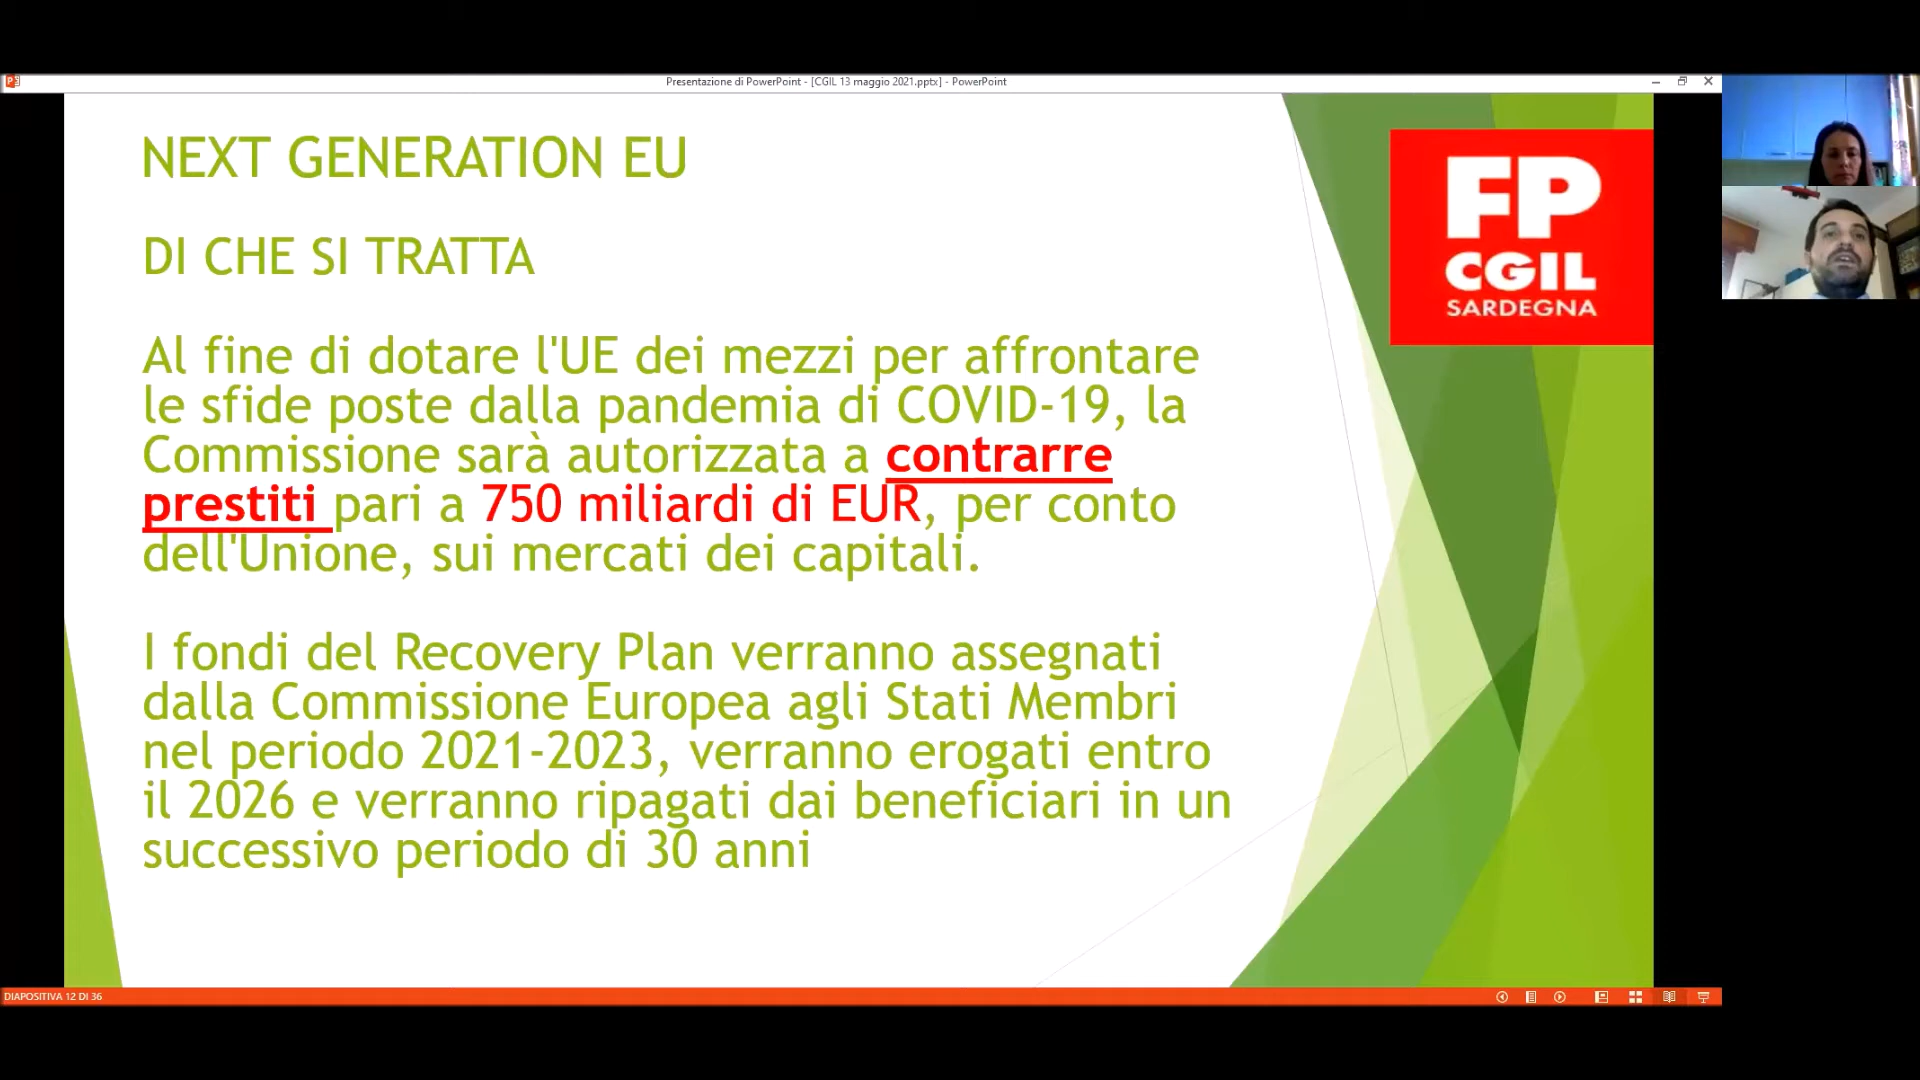 Presentazione di PowerPoint - [CGIL 13 maggio 2021.pptx] - PowerPoint
NEXT GENERATION EU
DI CHE SI TRATTA
Al fine di dotare l'UE dei mezzi per affrontare
le sfide poste dalla pandemia di COVID-19, la
Commissione sarà autorizzata a contrarre
prestiti pari a 750 miliardi di EUR, per conto
dell'Unione, sui mercati dei capitali.
I fondi del Recovery Plan verranno assegnati
dalla Commissione Europea agli Stati Membri
nel periodo 2021-2023, verranno erogati entro
il 2026 e verranno ripagati dai beneficiari in un
successivo periodo di 30 anni
FP
CGIL
SARDEGNA
DIAPOSITIVA 12 DI 36